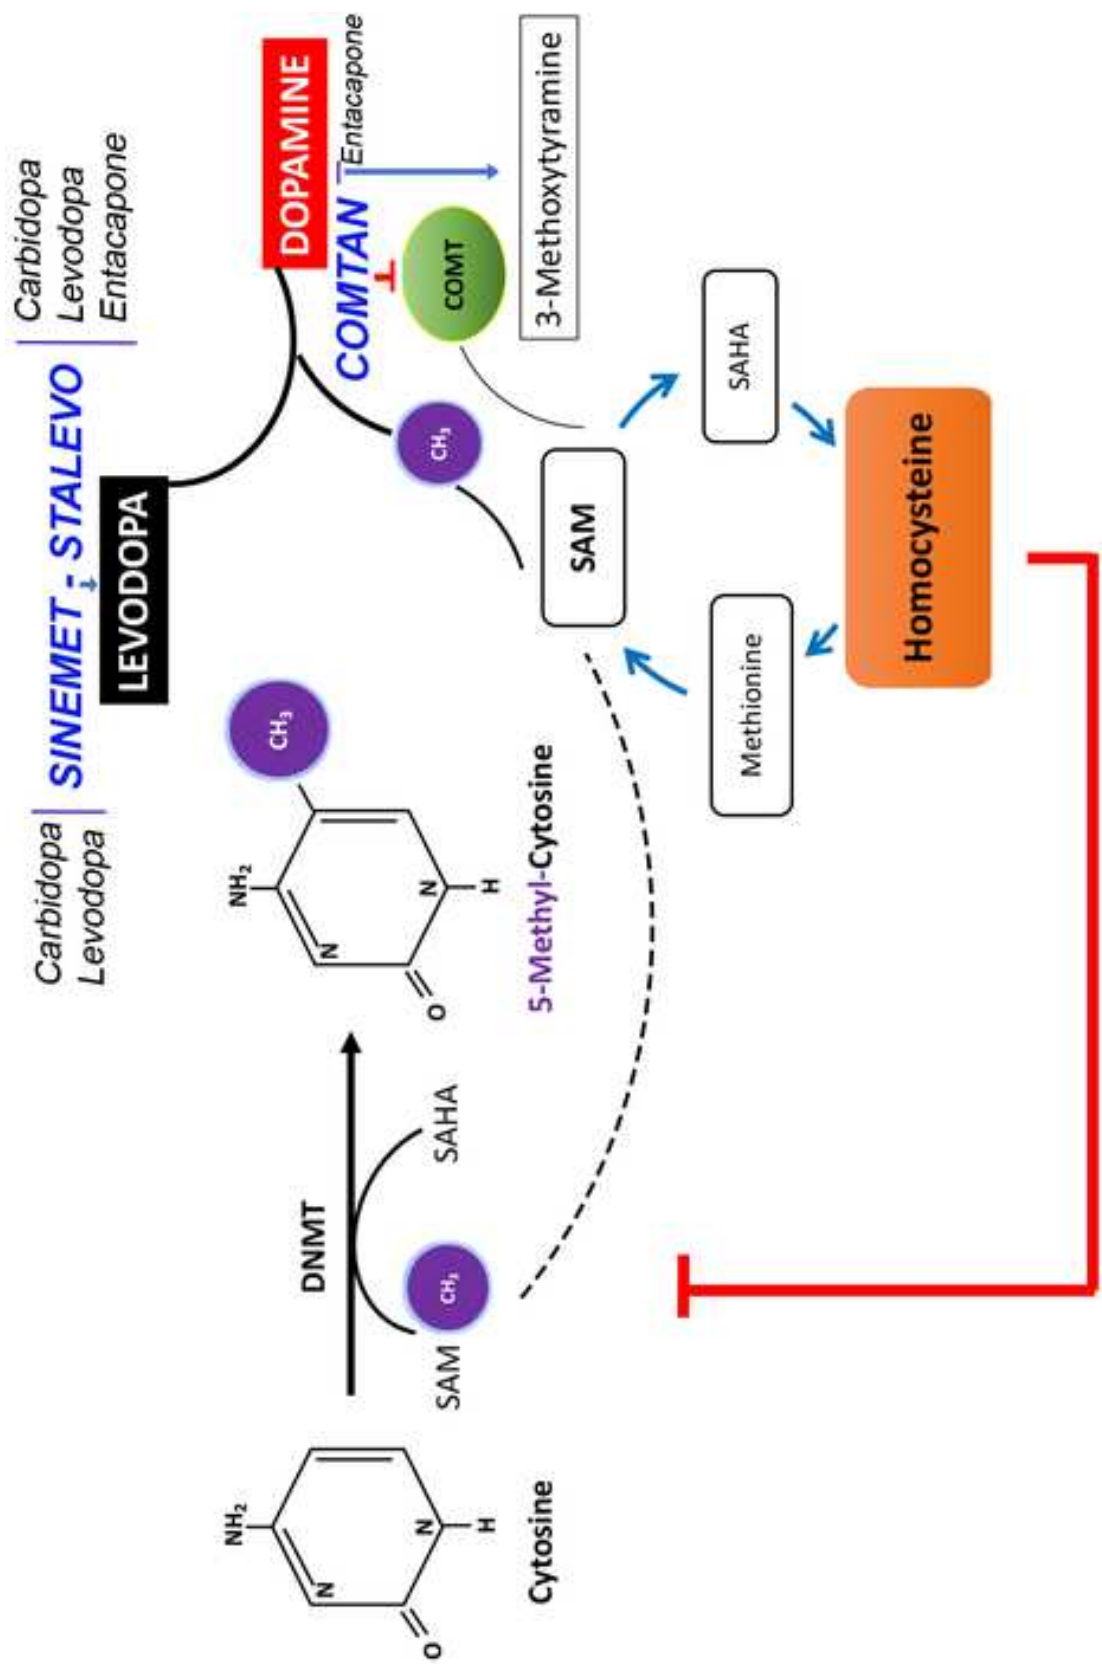 Carbidopa
Levodopa
SINEMET - STALEVO
Carbidopa
Levodopa
Entacapone
LEVODOPA
DOPAMINE
COMTAN
Entacapone
COMT
3-Methoxytyramine
CH₃
SAM
SAHA
Homocysteine
Methionine
NH₂
N
O
N
H
Cytosine
DNMT
SAM
CH₃
SAHA
NH₂
CH₃
N
O
N
H
5-Methyl-Cytosine